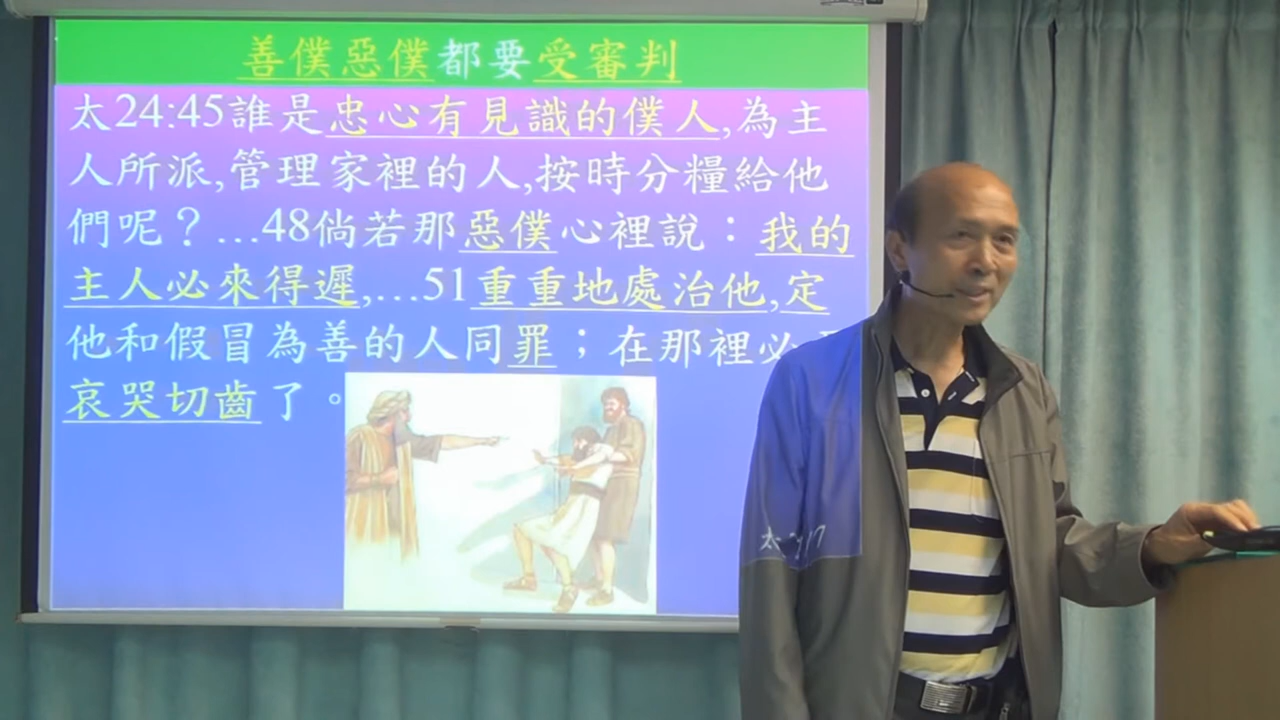 善僕惡僕都要受審判
太24:45誰是忠心有見識的僕人,為主
人所派,管理家裡的人,按時分糧給他
們呢？…48倘若那惡僕心裡說：我的
主人必來得遲,…51重重地處治他,定
他和假冒為善的人同罪；在那裡必
哀哭切齒了。
太